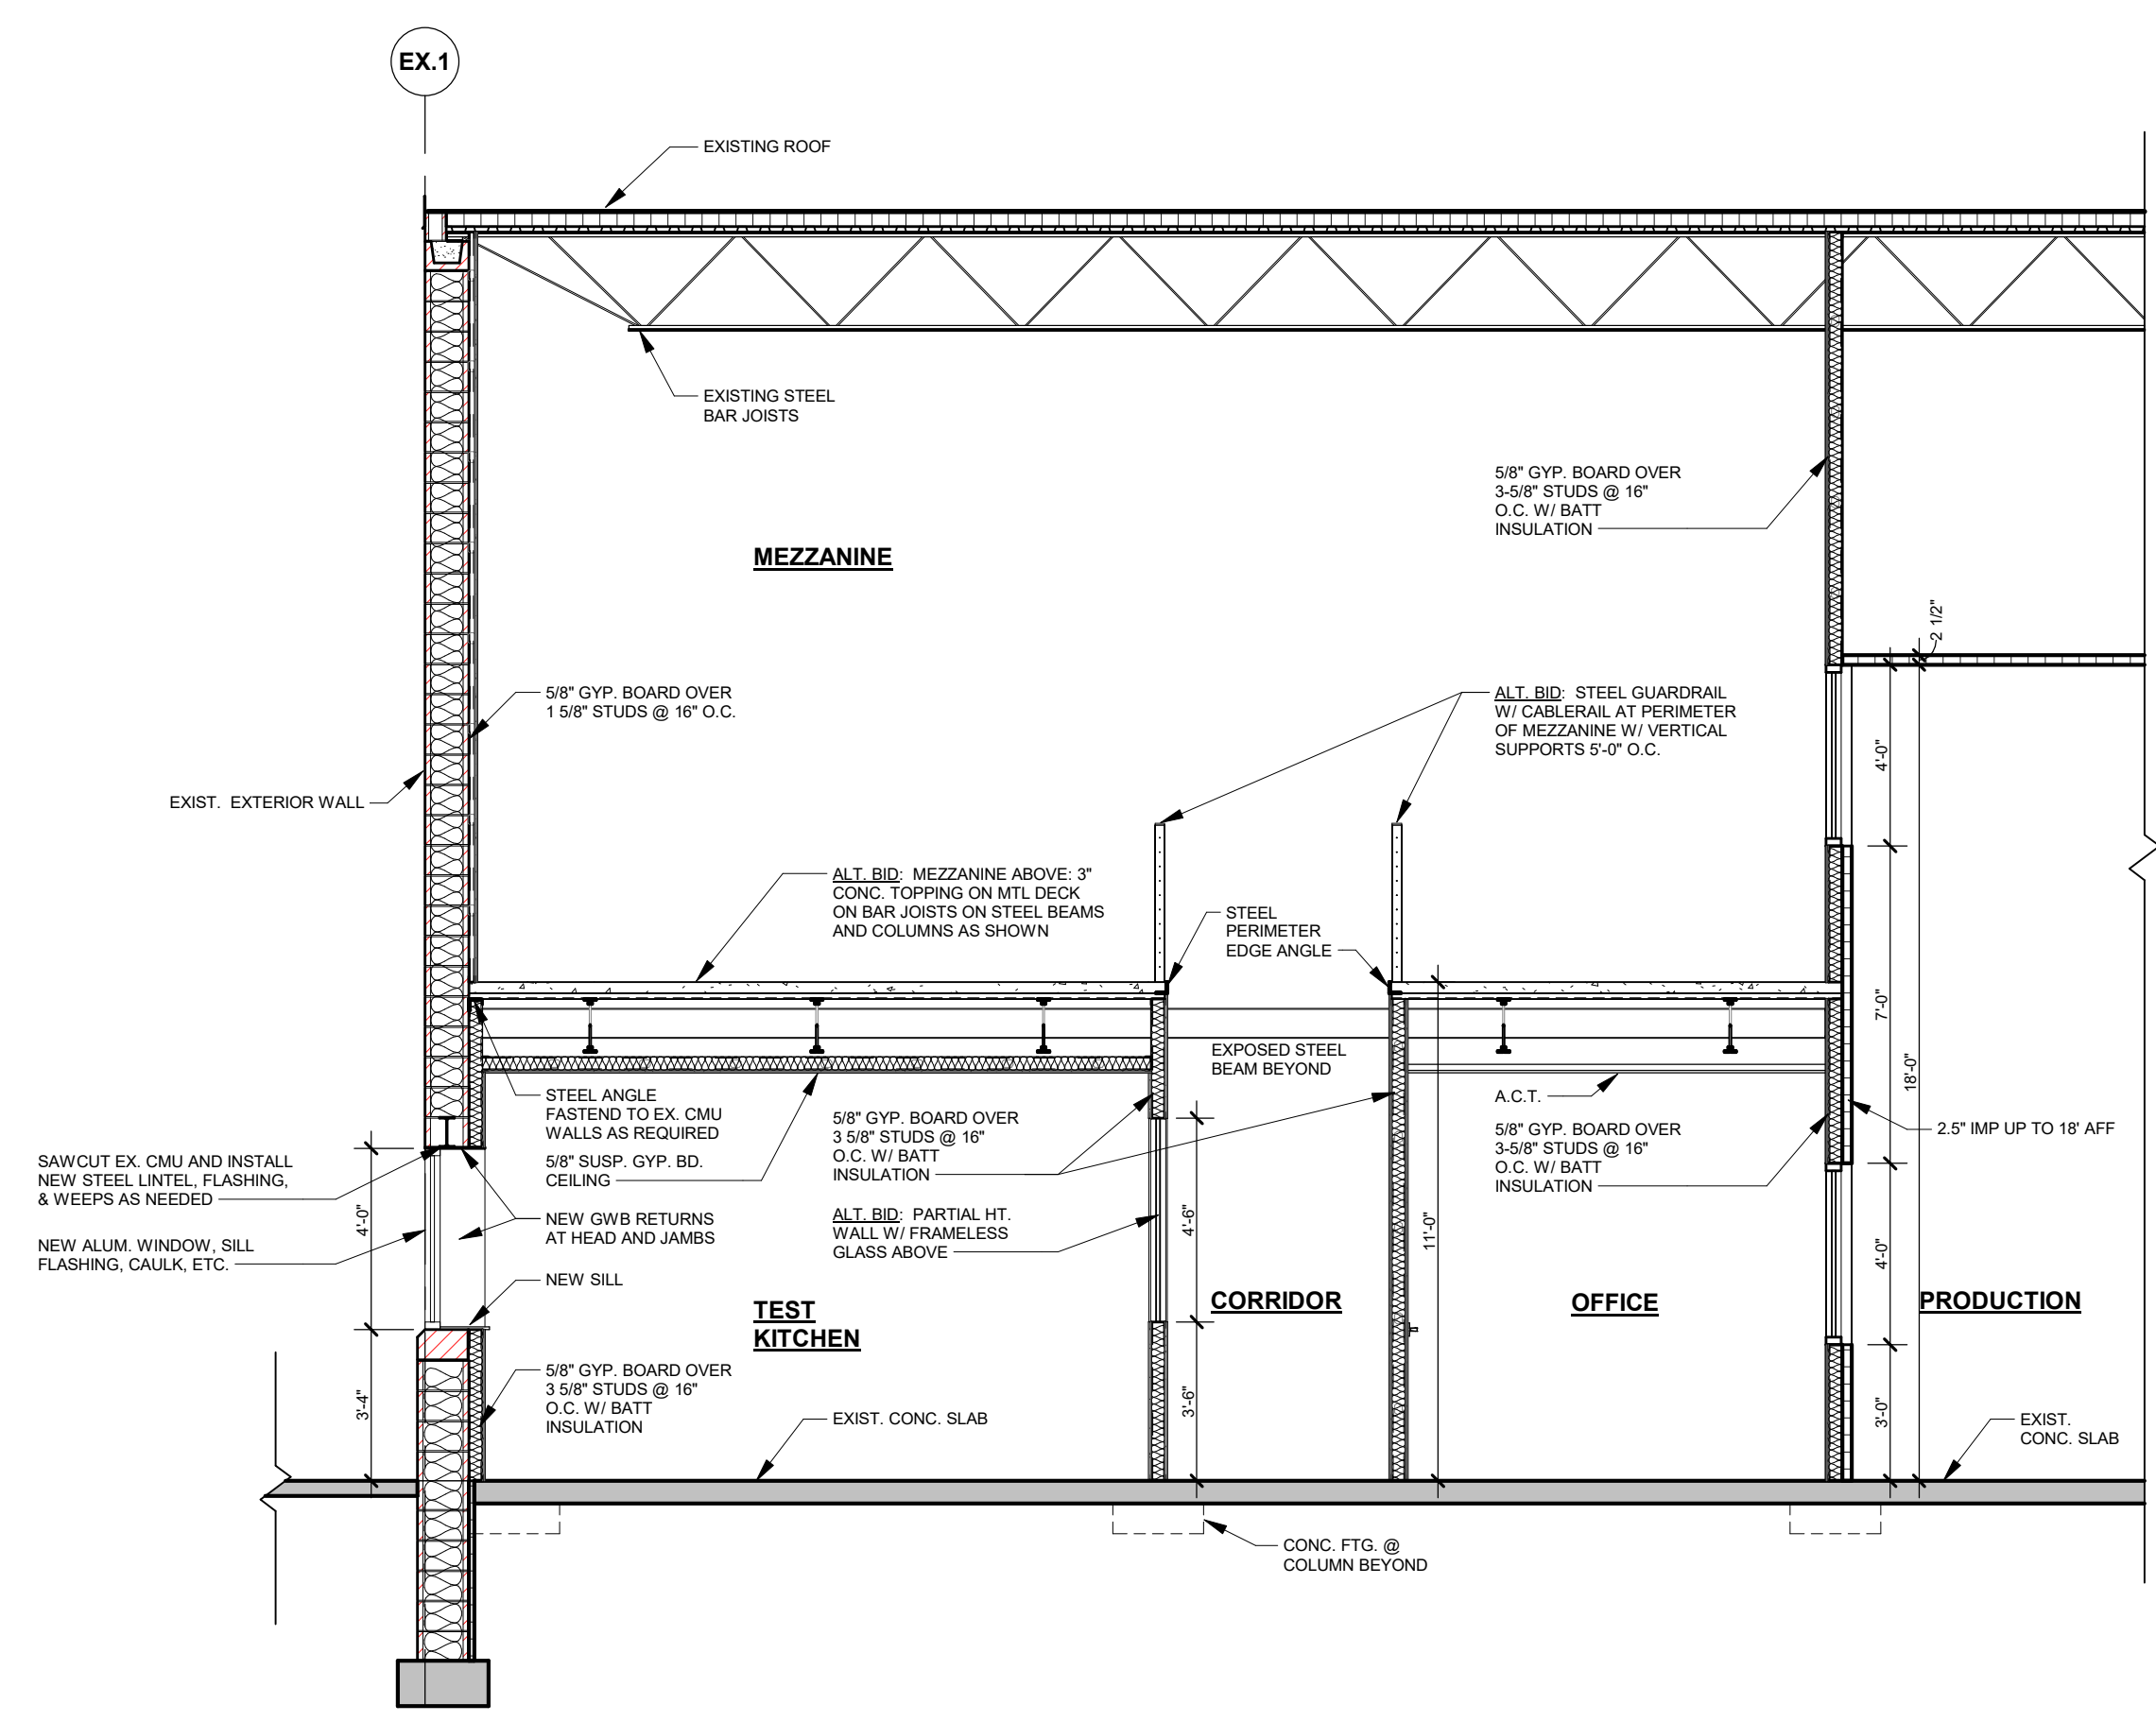 EX.1
EXISTING ROOF
EXISTING STEEL
BAR JOISTS
5/8" GYP. BOARD OVER
3-5/8" STUDS @ 16"
O.C. W/ BATT
INSULATION
MEZZANINE
2 1/2"
5/8" GYP. BOARD OVER
1 5/8" STUDS @ 16" O.C.
ALT. BID: STEEL GUARDRAIL
W/ CABLERAIL AT PERIMETER
OF MEZZANINE W/ VERTICAL
SUPPORTS 5'-0" O.C.
4'-0"
EXIST. EXTERIOR WALL
ALT. BID: MEZZANINE ABOVE: 3"
CONC. TOPPING ON MTL DECK
ON BAR JOISTS ON STEEL BEAMS
AND COLUMNS AS SHOWN
STEEL
PERIMETER
EDGE ANGLE
7'-0"
18'-0"
EXPOSED STEEL
BEAM BEYOND
STEEL ANGLE
FASTEND TO EX. CMU
WALLS AS REQUIRED
5/8" GYP. BOARD OVER
3 5/8" STUDS @ 16"
O.C. W/ BATT
INSULATION
A.C.T.
5/8" GYP. BOARD OVER
3-5/8" STUDS @ 16"
O.C. W/ BATT
INSULATION
2.5" IMP UP TO 18' AFF
SAWCUT EX. CMU AND INSTALL
NEW STEEL LINTEL, FLASHING,
& WEEPS AS NEEDED
5/8" SUSP. GYP. BD.
CEILING
NEW ALUM. WINDOW, SILL
FLASHING, CAULK, ETC.
4'-0"
NEW GWB RETURNS
AT HEAD AND JAMBS
ALT. BID: PARTIAL HT.
WALL W/ FRAMELESS
GLASS ABOVE
4'-6"
11'-0"
4'-0"
NEW SILL
TEST
KITCHEN
CORRIDOR
OFFICE
PRODUCTION
3'-4"
5/8" GYP. BOARD OVER
3 5/8" STUDS @ 16"
O.C. W/ BATT
INSULATION
EXIST. CONC. SLAB
3'-6"
3'-0"
EXIST.
CONC. SLAB
CONC. FTG. @
COLUMN BEYOND